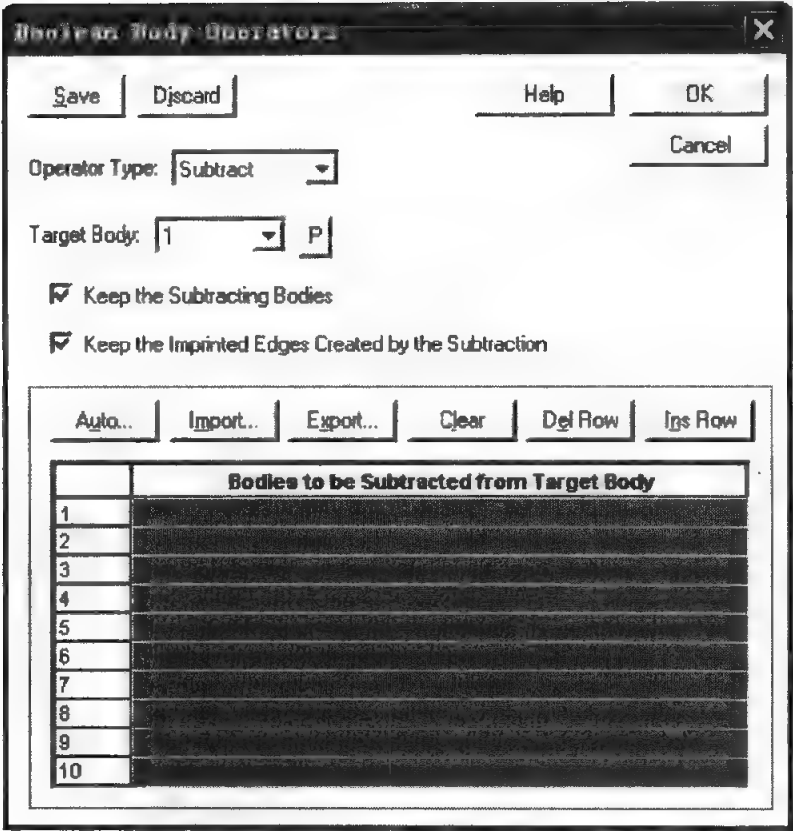 Boolean Body Operators
Save Discard Help OK
Cancel
Operator Type: Subtract
Target Body: 1 P
Keep the Subtracting Bodies
Keep the Imprinted Edges Created by the Subtraction
Auto... Import... Export... Clear Del Row Ins Row
Bodies to be Subtracted from Target Body
1
2
3
4
5
6
7
8
9
10